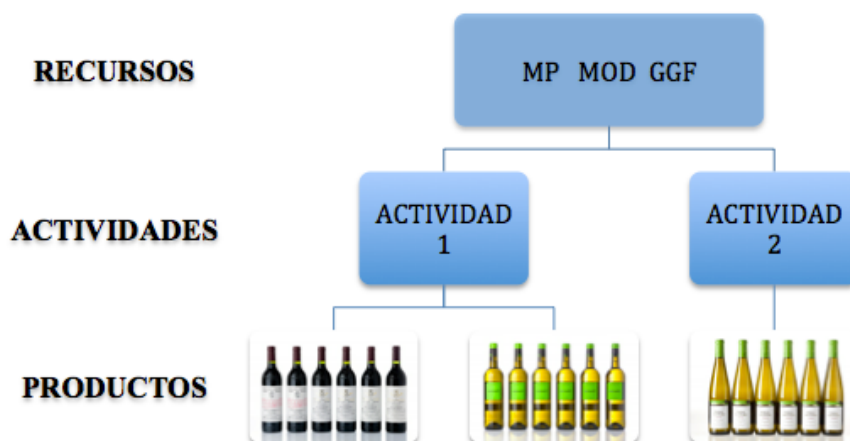 RECURSOS
MP MOD GGF
ACTIVIDADES
ACTIVIDAD
1
ACTIVIDAD
2
PRODUCTOS